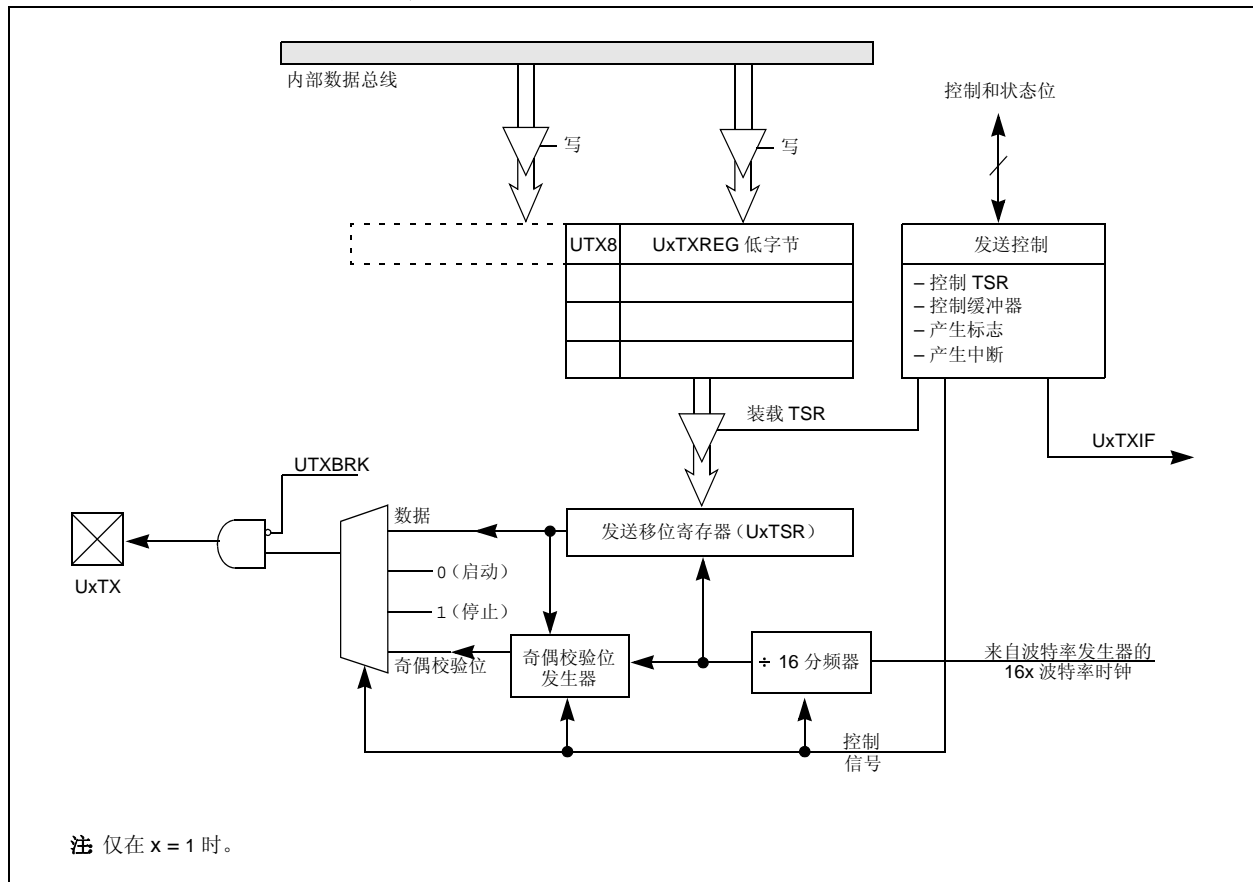 内部数据总线
控制和状态位
写
写
UTX8
UxTXREG 低字节
发送控制
– 控制 TSR
– 控制缓冲器
– 产生标志
– 产生中断
装载 TSR
UxTXIF
UTXBRK
数据
发送移位寄存器（UxTSR）
UxTX
0（启动）
1（停止）
奇偶校验位
奇偶校验位
发生器
÷ 16 分频器
来自波特率发生器的
16x 波特率时钟
控制
信号
注: 仅在 x = 1 时。